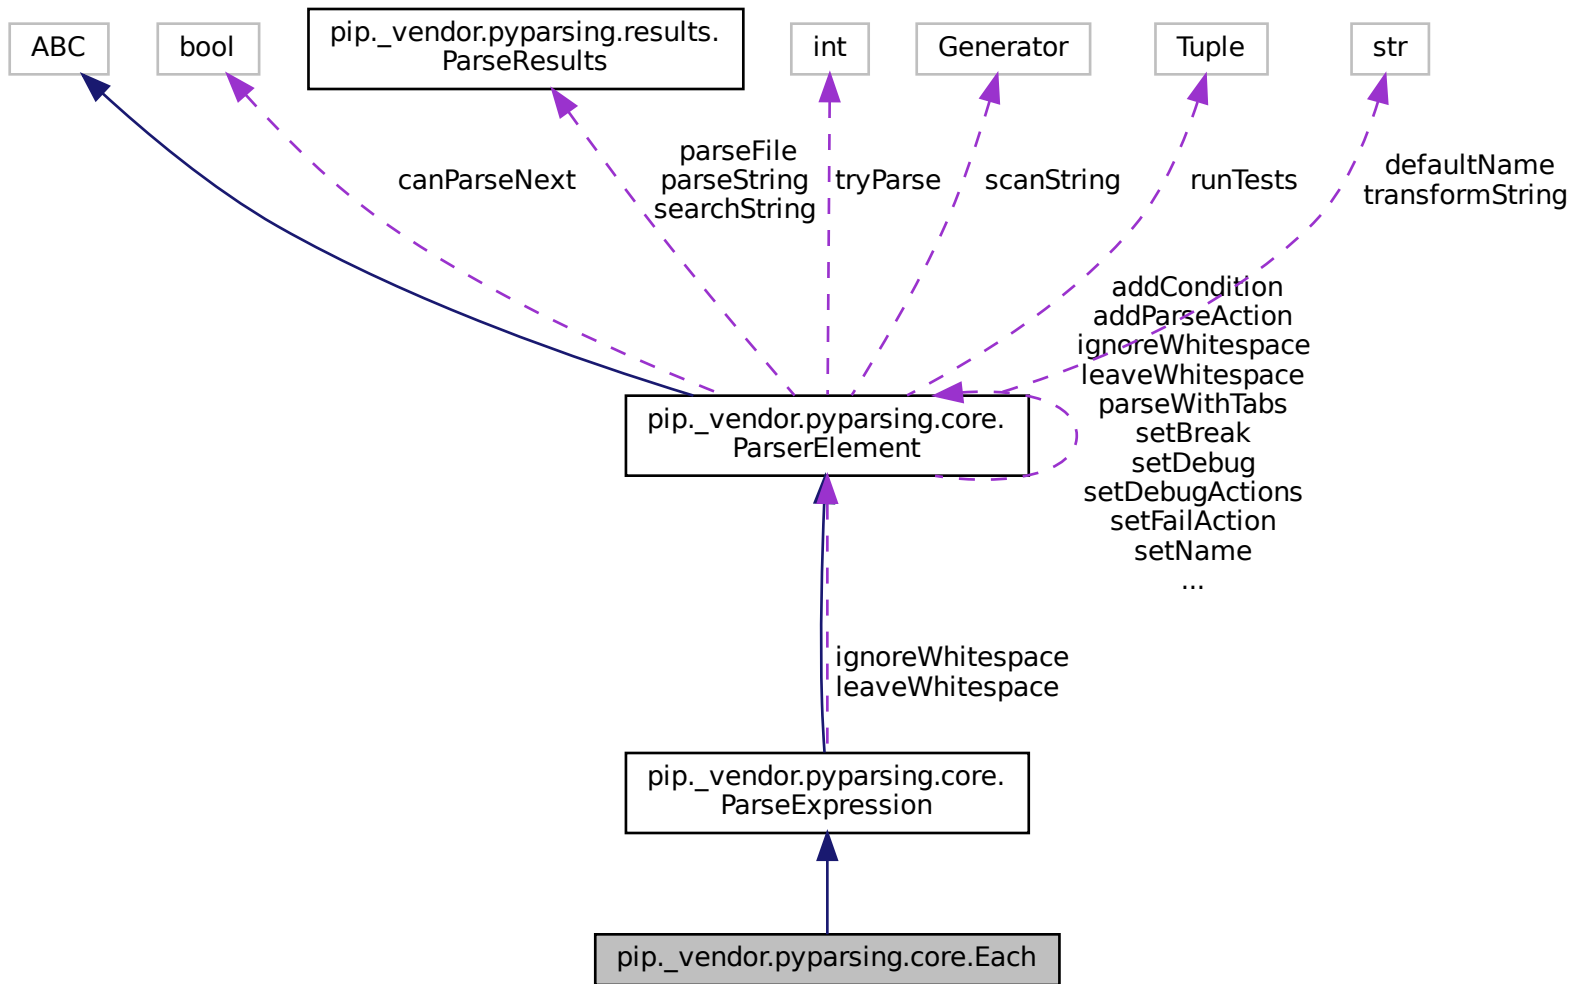 ABC
bool
pip._vendor.pyparsing.results.
ParseResults
int
Generator
Tuple
str
canParseNext
parseFile
parseString
searchString
tryParse
scanString
runTests
defaultName
transformString
addCondition
addParseAction
ignoreWhitespace
leaveWhitespace
parseWithTabs
setBreak
setDebug
setDebugActions
setFailAction
setName
...
pip._vendor.pyparsing.core.
ParserElement
ignoreWhitespace
leaveWhitespace
pip._vendor.pyparsing.core.
ParseExpression
pip._vendor.pyparsing.core.Each